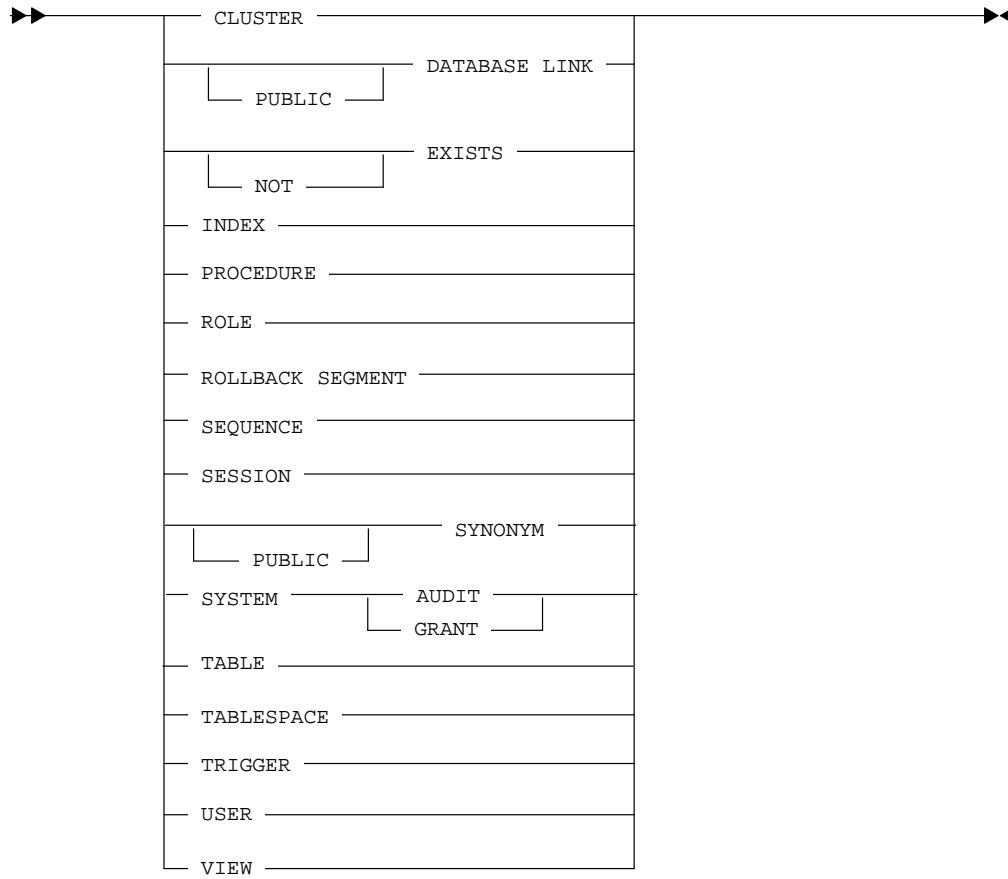 CLUSTER
DATABASE LINK
PUBLIC
EXISTS
NOT
INDEX
PROCEDURE
ROLE
ROLLBACK SEGMENT
SEQUENCE
SESSION
SYNONYM
PUBLIC
SYSTEM AUDIT
GRANT
TABLE
TABLESPACE
TRIGGER
USER
VIEW